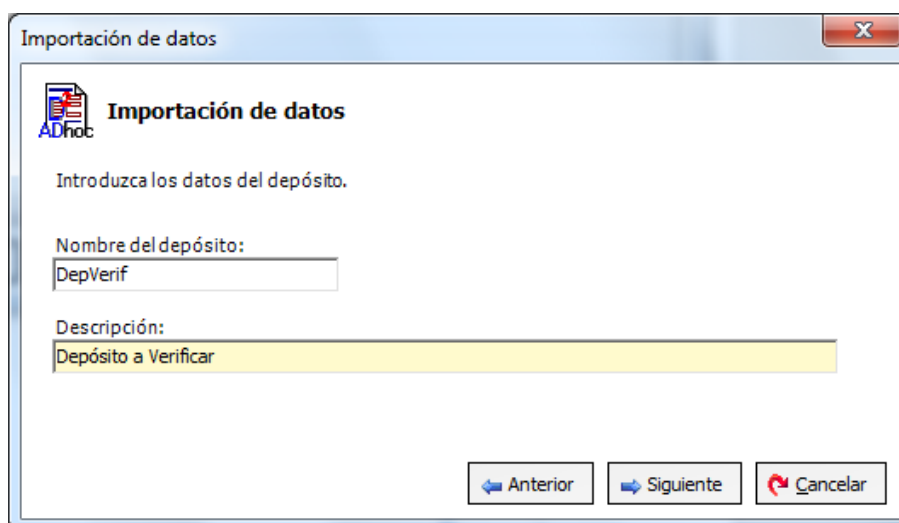 Importación de datos
ADhoc
Importación de datos
Introduzca los datos del depósito.
Nombre del depósito:
DepVerif
Descripción:
Depósito a Verificar
Anterior
Siguiente
Cancelar